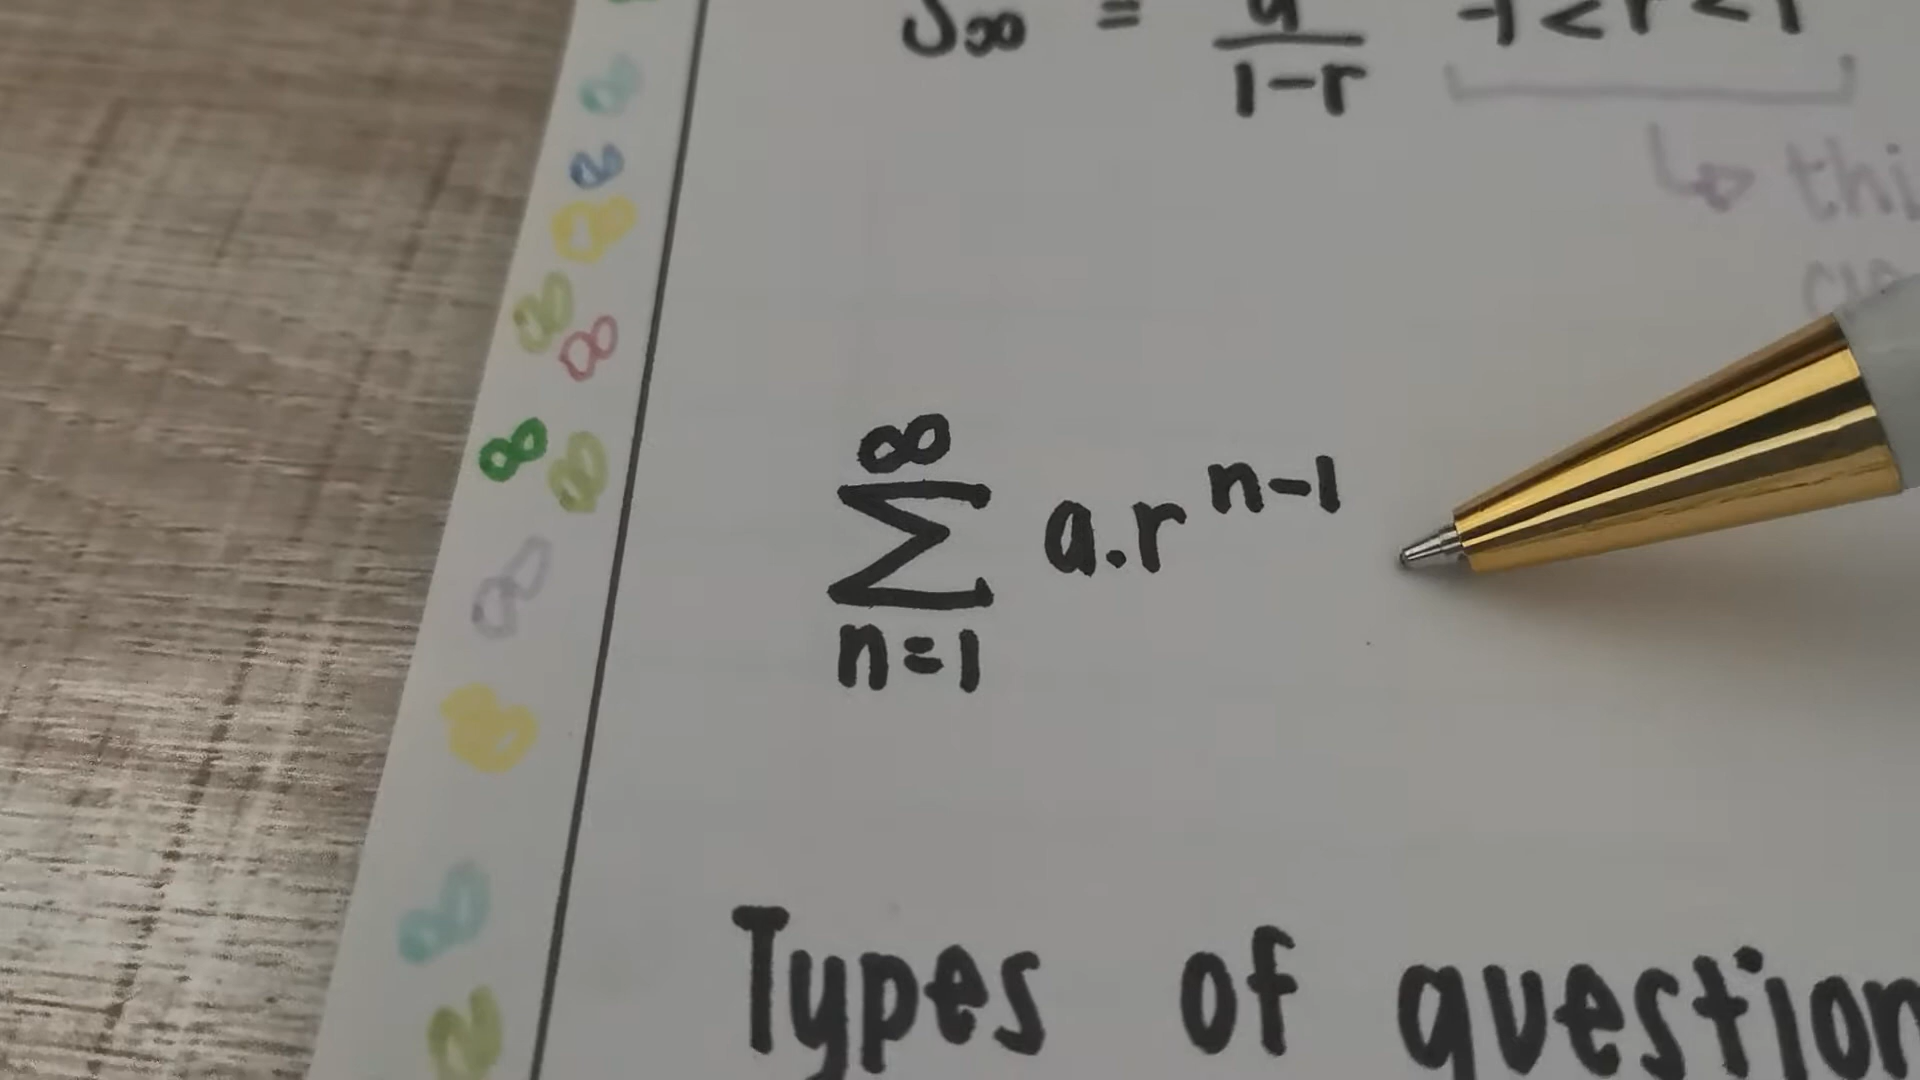 S∞ = a/(1-r) -1<r<1
∞
∑ a.r^(n-1)
n=1
Types of question